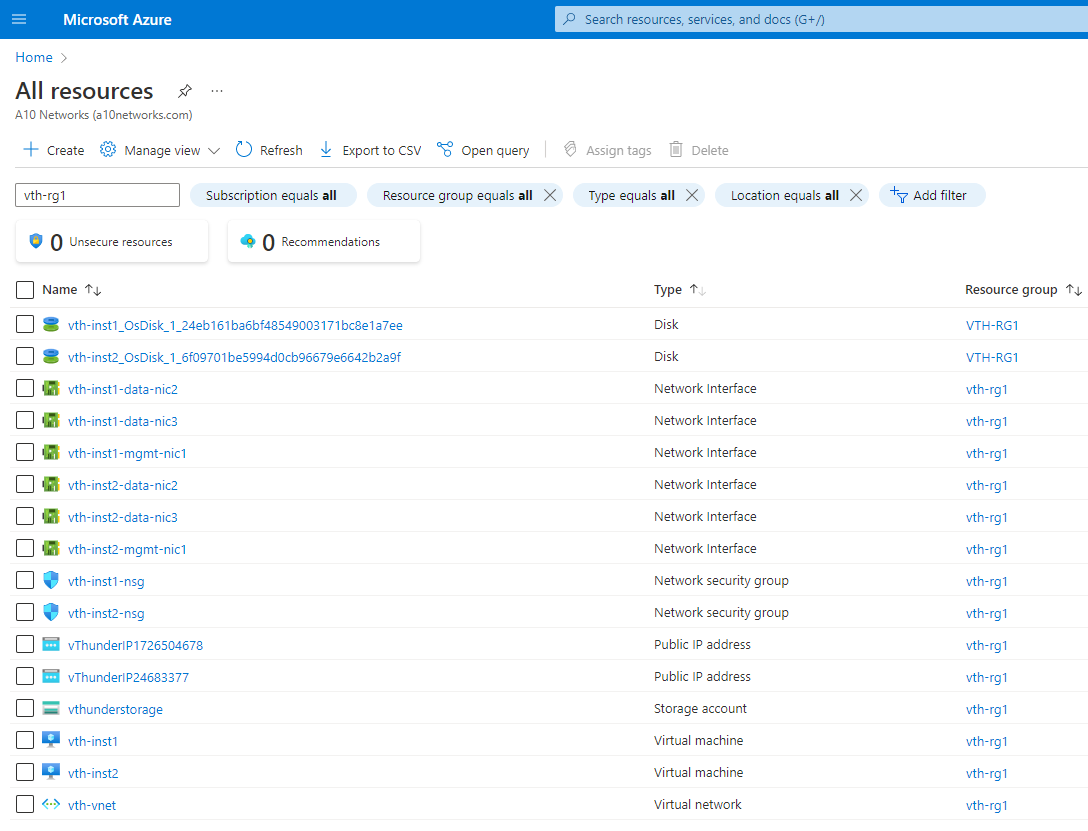 Microsoft Azure Search resources, services, and docs (G+/)
Home >
All resources ...
A10 Networks (a10networks.com)
Create Manage view Refresh Export to CSV Open query Assign tags Delete
vth-rg1 Subscription equals all Resource group equals all Type equals all Location equals all Add filter
0 Unsecure resources 0 Recommendations
Name Type Resource group
vth-inst1_OsDisk_1_24eb161ba6bf48549003171bc8e1a7ee Disk VTH-RG1
vth-inst2_OsDisk_1_6f09701be5994d0cb96679e6642b2a9f Disk VTH-RG1
vth-inst1-data-nic2 Network Interface vth-rg1
vth-inst1-data-nic3 Network Interface vth-rg1
vth-inst1-mgmt-nic1 Network Interface vth-rg1
vth-inst2-data-nic2 Network Interface vth-rg1
vth-inst2-data-nic3 Network Interface vth-rg1
vth-inst2-mgmt-nic1 Network Interface vth-rg1
vth-inst1-nsg Network security group vth-rg1
vth-inst2-nsg Network security group vth-rg1
vThunderIP1726504678 Public IP address vth-rg1
vThunderIP24683377 Public IP address vth-rg1
vthunderstorage Storage account vth-rg1
vth-inst1 Virtual machine vth-rg1
vth-inst2 Virtual machine vth-rg1
vth-vnet Virtual network vth-rg1